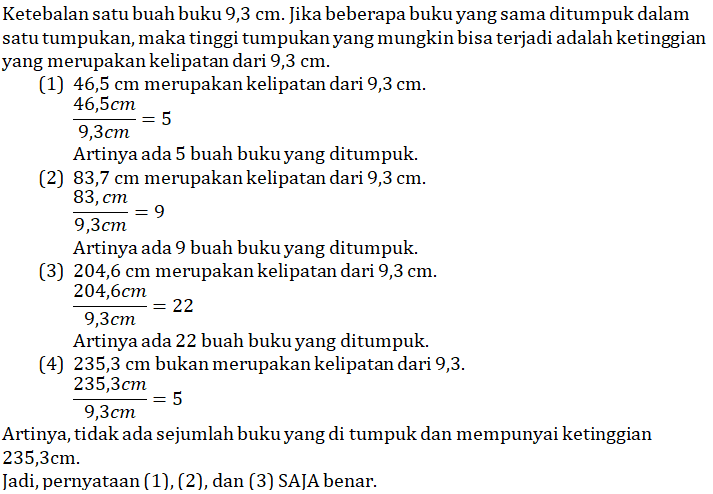 Ketebalan satu buah buku 9,3 cm. Jika beberapa buku yang sama ditumpuk dalam
satu tumpukan, maka tinggi tumpukan yang mungkin bisa terjadi adalah ketinggian
yang merupakan kelipatan dari 9,3 cm.
(1) 46,5 cm merupakan kelipatan dari 9,3 cm.
46,5cm
9,3cm = 5
Artinya ada 5 buah buku yang ditumpuk.
(2) 83,7 cm merupakan kelipatan dari 9,3 cm.
83, cm
9,3cm = 9
Artinya ada 9 buah buku yang ditumpuk.
(3) 204,6 cm merupakan kelipatan dari 9,3 cm.
204,6cm
9,3cm = 22
Artinya ada 22 buah buku yang ditumpuk.
(4) 235,3 cm bukan merupakan kelipatan dari 9,3.
235,3cm
9,3cm = 5
Artinya, tidak ada sejumlah buku yang di tumpuk dan mempunyai ketinggian
235,3cm.
Jadi, pernyataan (1), (2), dan (3) SAJA benar.